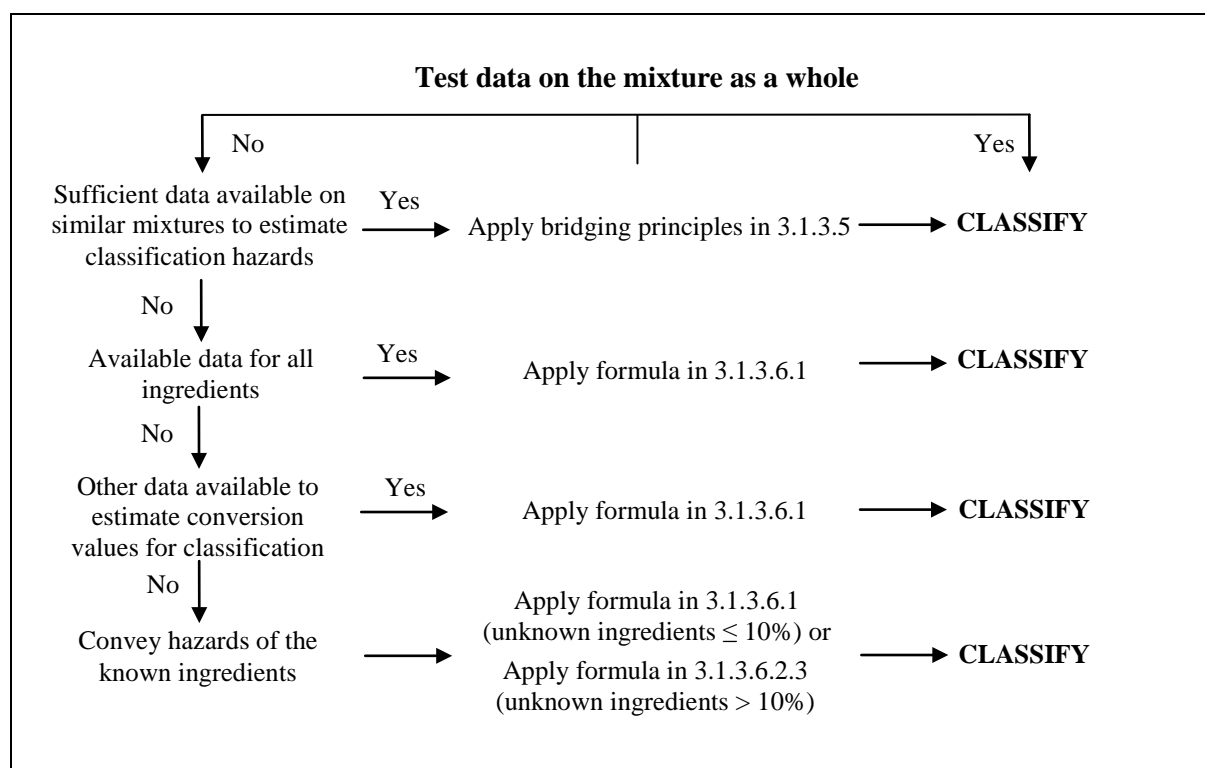 Test data on the mixture as a whole
No
Yes
Sufficient data available on
similar mixtures to estimate
classification hazards
Yes
Apply bridging principles in 3.1.3.5
CLASSIFY
No
Available data for all
ingredients
Yes
Apply formula in 3.1.3.6.1
CLASSIFY
No
Other data available to
estimate conversion
values for classification
Yes
Apply formula in 3.1.3.6.1
CLASSIFY
No
Convey hazards of the
known ingredients
Apply formula in 3.1.3.6.1
(unknown ingredients ≤ 10%) or
Apply formula in 3.1.3.6.2.3
(unknown ingredients > 10%)
CLASSIFY